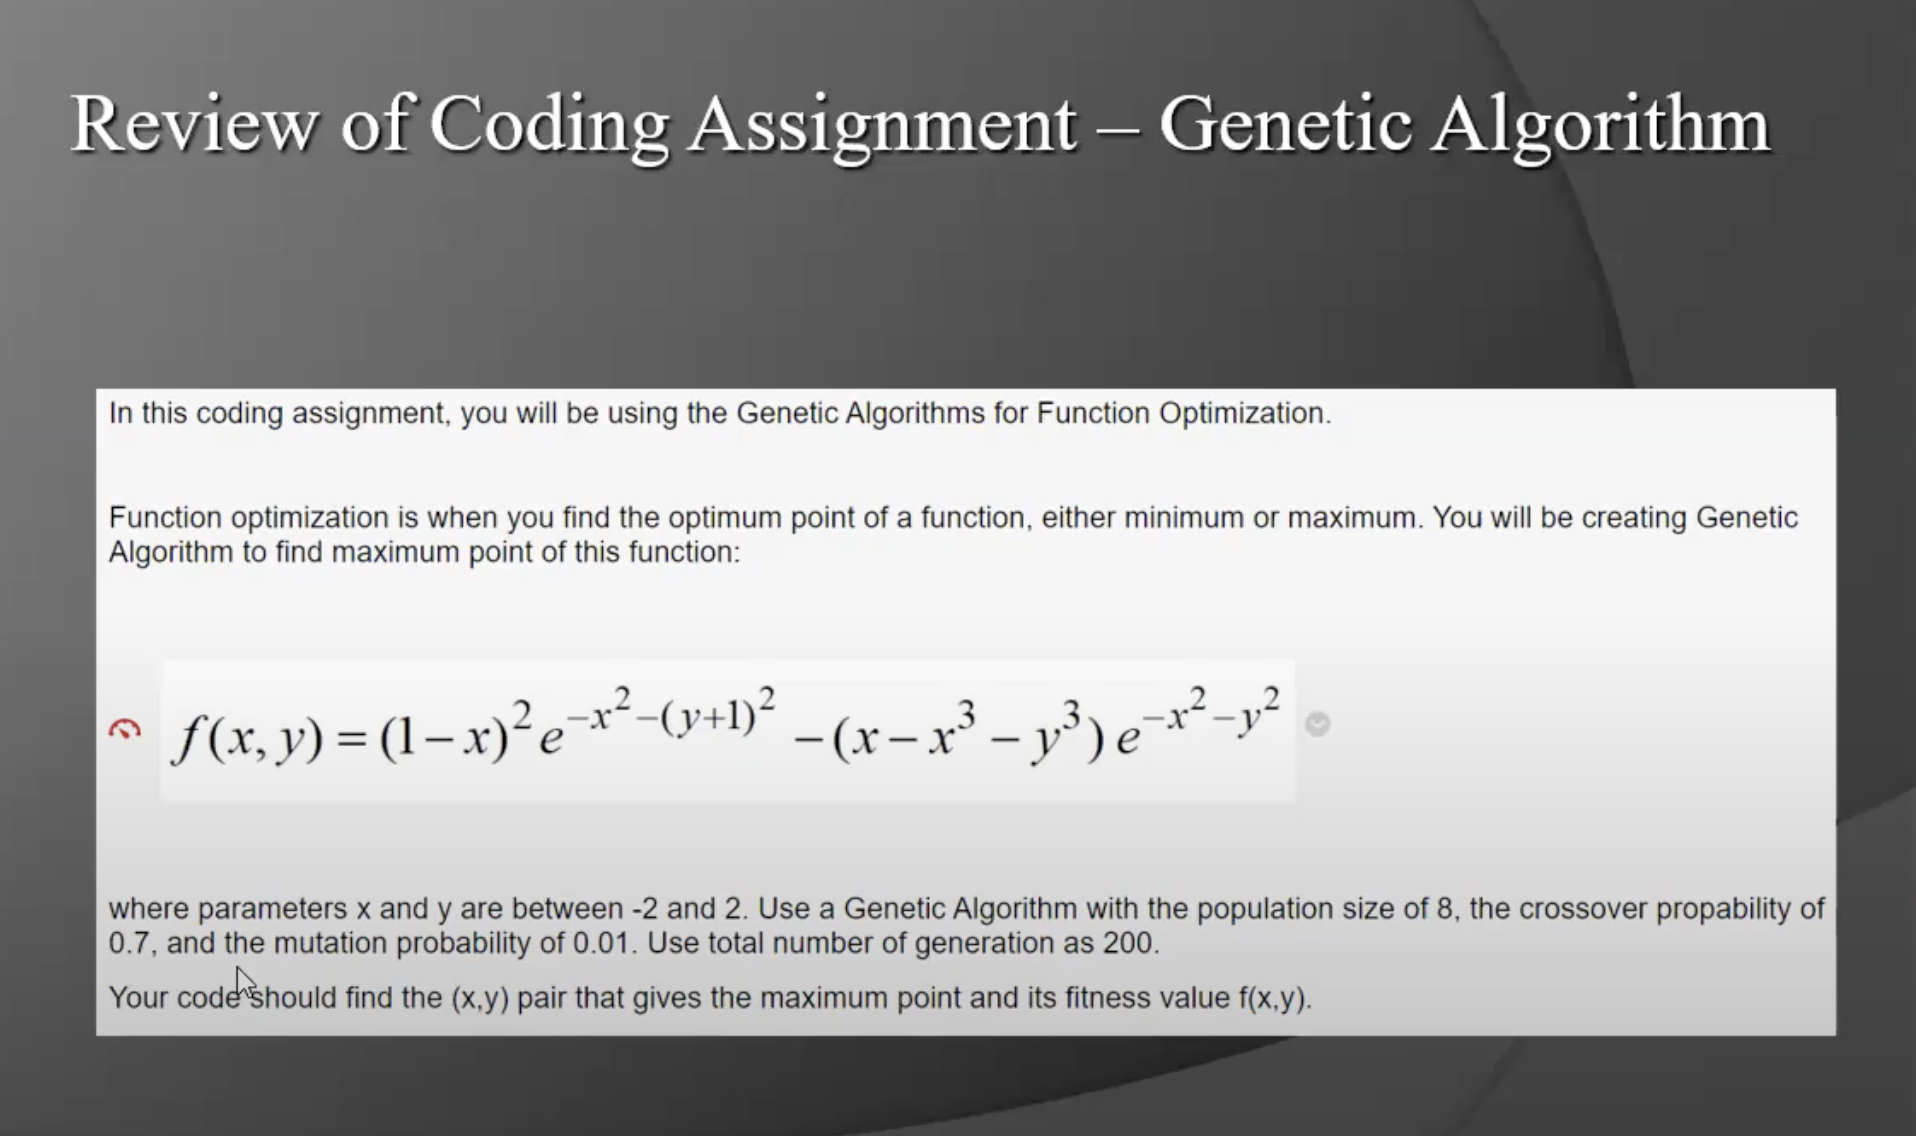 Review of Coding Assignment – Genetic Algorithm
In this coding assignment, you will be using the Genetic Algorithms for Function Optimization.
Function optimization is when you find the optimum point of a function, either minimum or maximum. You will be creating Genetic
Algorithm to find maximum point of this function:
f(x, y) = (1 – x)² e^(–x² – (y+1)²) – (x – x³ – y³) e^(–x² – y²)
where parameters x and y are between -2 and 2. Use a Genetic Algorithm with the population size of 8, the crossover propability of
0.7, and the mutation probability of 0.01. Use total number of generation as 200.
Your code should find the (x,y) pair that gives the maximum point and its fitness value f(x,y).